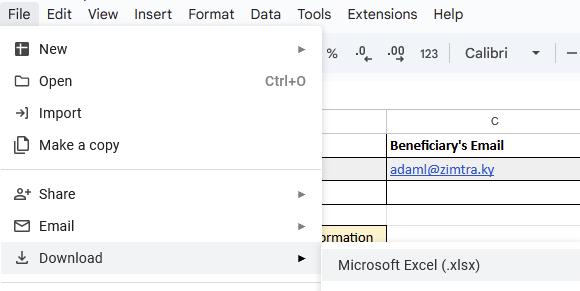 File Edit View Insert Format Data Tools Extensions Help
New
% .0 .00 123 Calibri
Open Ctrl+O
Import
C
Make a copy
Beneficiary's Email
adaml@zimtra.ky
Share
Email
ormation
Download
Microsoft Excel (.xlsx)